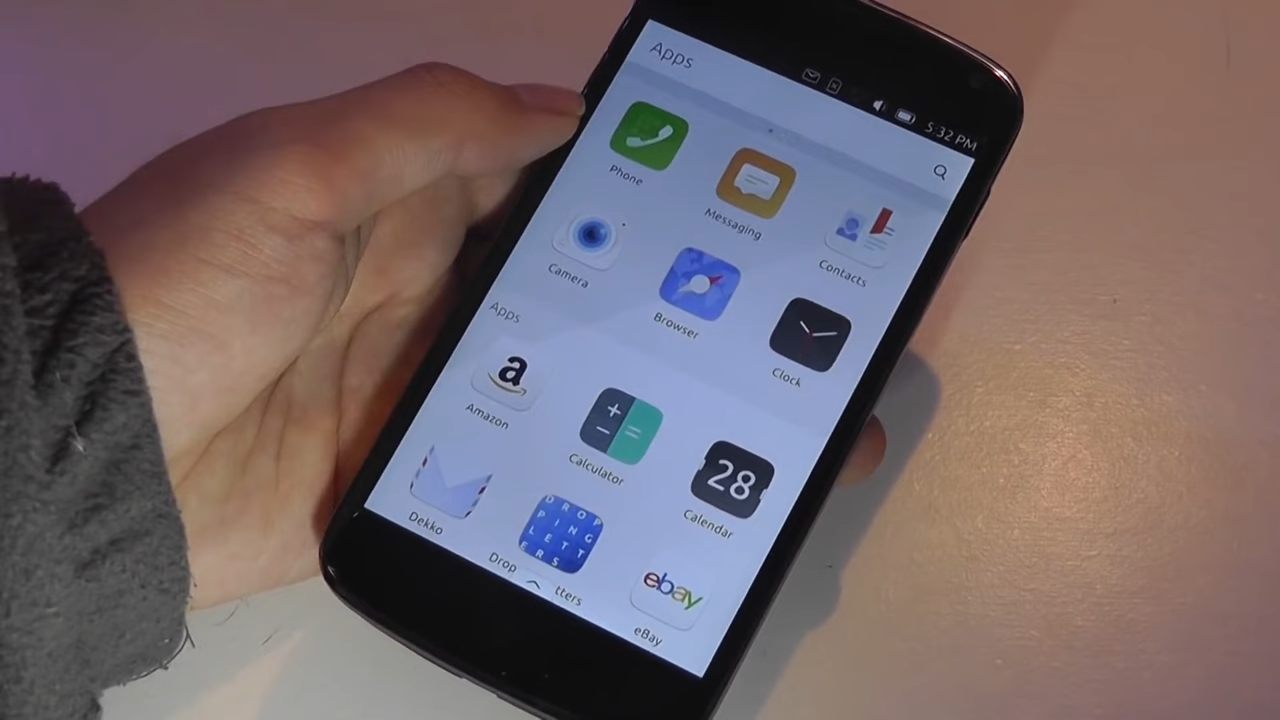 Apps
5:32 PM
Phone
Messaging
Contacts
Camera
Browser
Clock
Apps
a
Amazon
+
−
=
Calculator
28
Calendar
Dekko
DROP
PING
LETT
ERS
Drop
tters
ebay
eBay